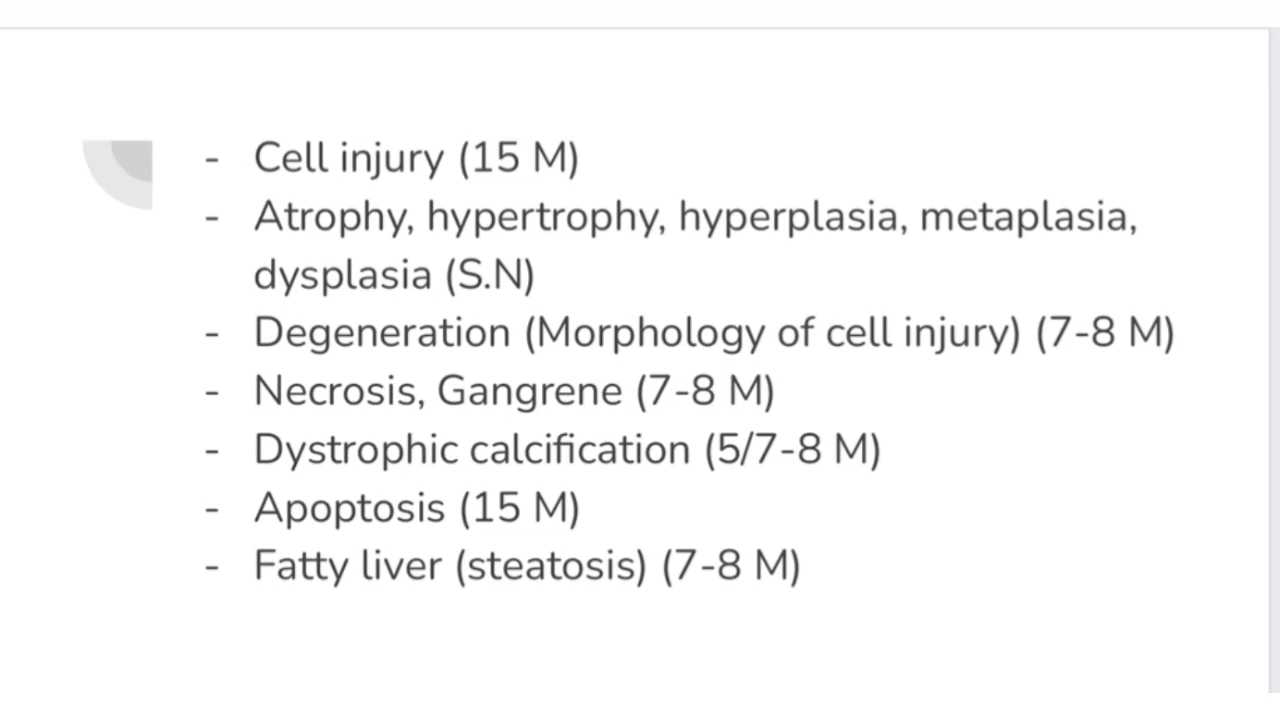 - Cell injury (15 M)
- Atrophy, hypertrophy, hyperplasia, metaplasia,
dysplasia (S.N)
- Degeneration (Morphology of cell injury) (7-8 M)
- Necrosis, Gangrene (7-8 M)
- Dystrophic calcification (5/7-8 M)
- Apoptosis (15 M)
- Fatty liver (steatosis) (7-8 M)